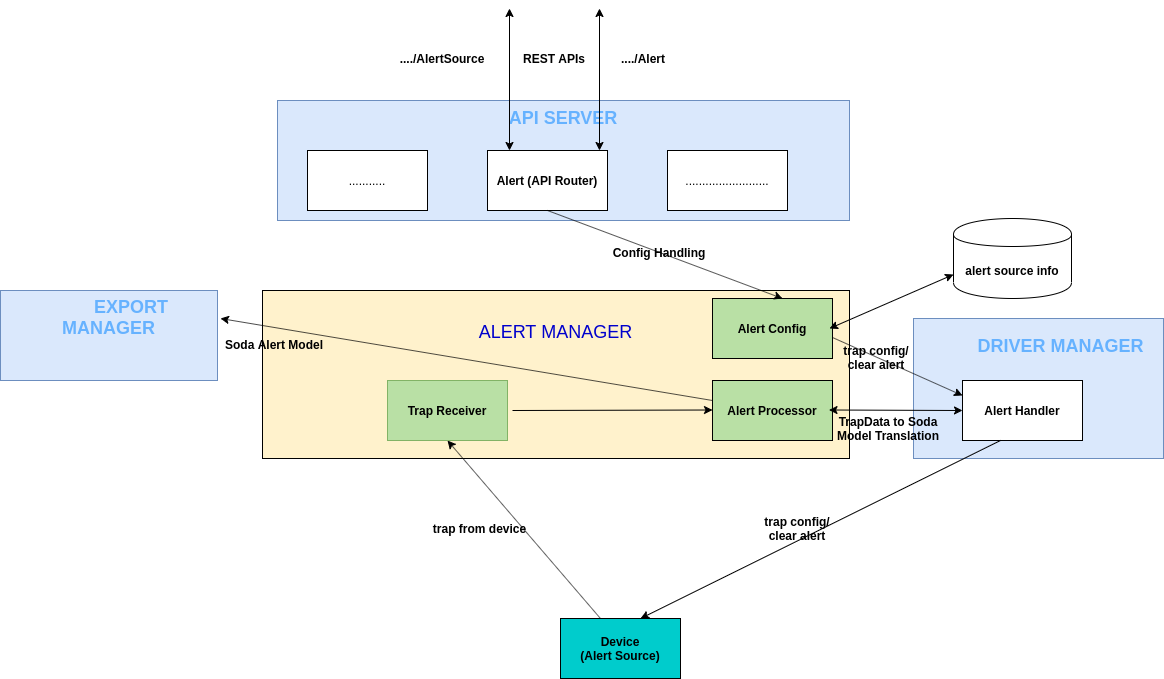 ..../AlertSource
REST APIs
..../Alert
API SERVER
...........
Alert (API Router)
.........................
Config Handling
alert source info
EXPORT
MANAGER
Soda Alert Model
ALERT MANAGER
Alert Config
trap config/
clear alert
DRIVER MANAGER
Trap Receiver
Alert Processor
Alert Handler
TrapData to Soda
Model Translation
trap from device
trap config/
clear alert
Device
(Alert Source)